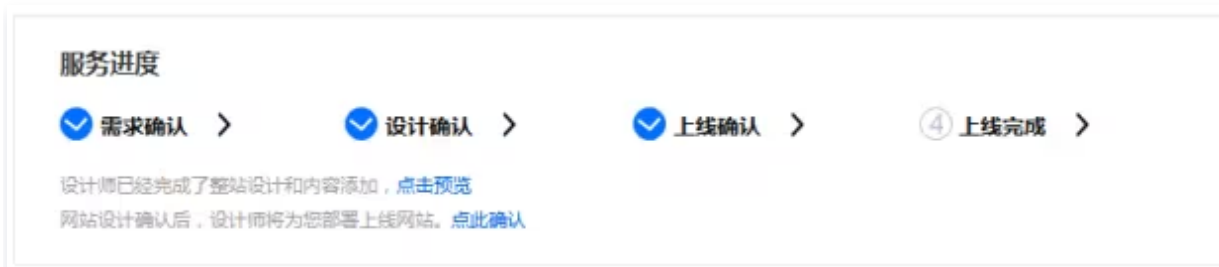 服务进度
需求确认 设计确认 上线确认 4 上线完成
设计师已经完成了整站设计和内容添加，点击预览
网站设计确认后，设计师将为您部署上线网站。点此确认